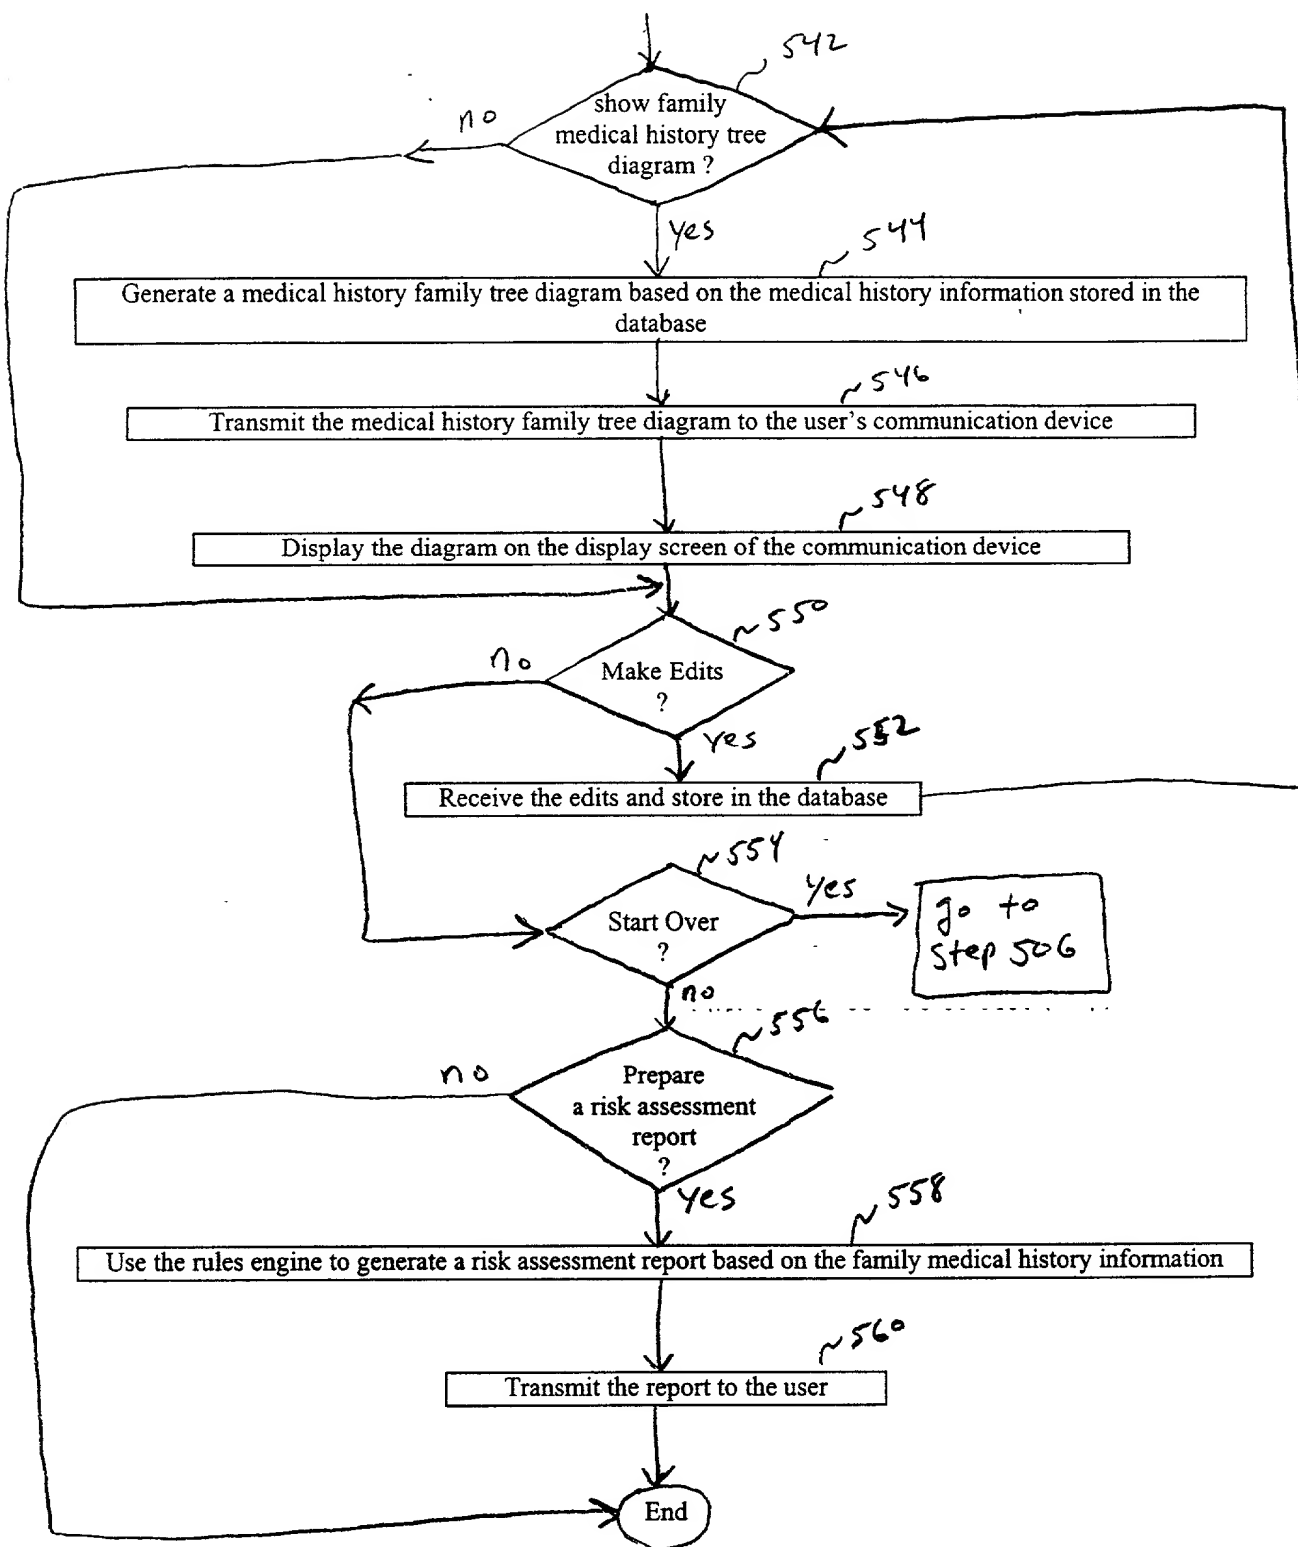 542
show family
medical history tree
diagram ?
no
yes
544
Generate a medical history family tree diagram based on the medical history information stored in the
database
546
Transmit the medical history family tree diagram to the user's communication device
548
Display the diagram on the display screen of the communication device
550
no
Make Edits
?
yes
552
Receive the edits and store in the database
554
Start Over
?
yes
go to
step 506
no
556
no
Prepare
a risk assessment
report
?
yes
558
Use the rules engine to generate a risk assessment report based on the family medical history information
560
Transmit the report to the user
End